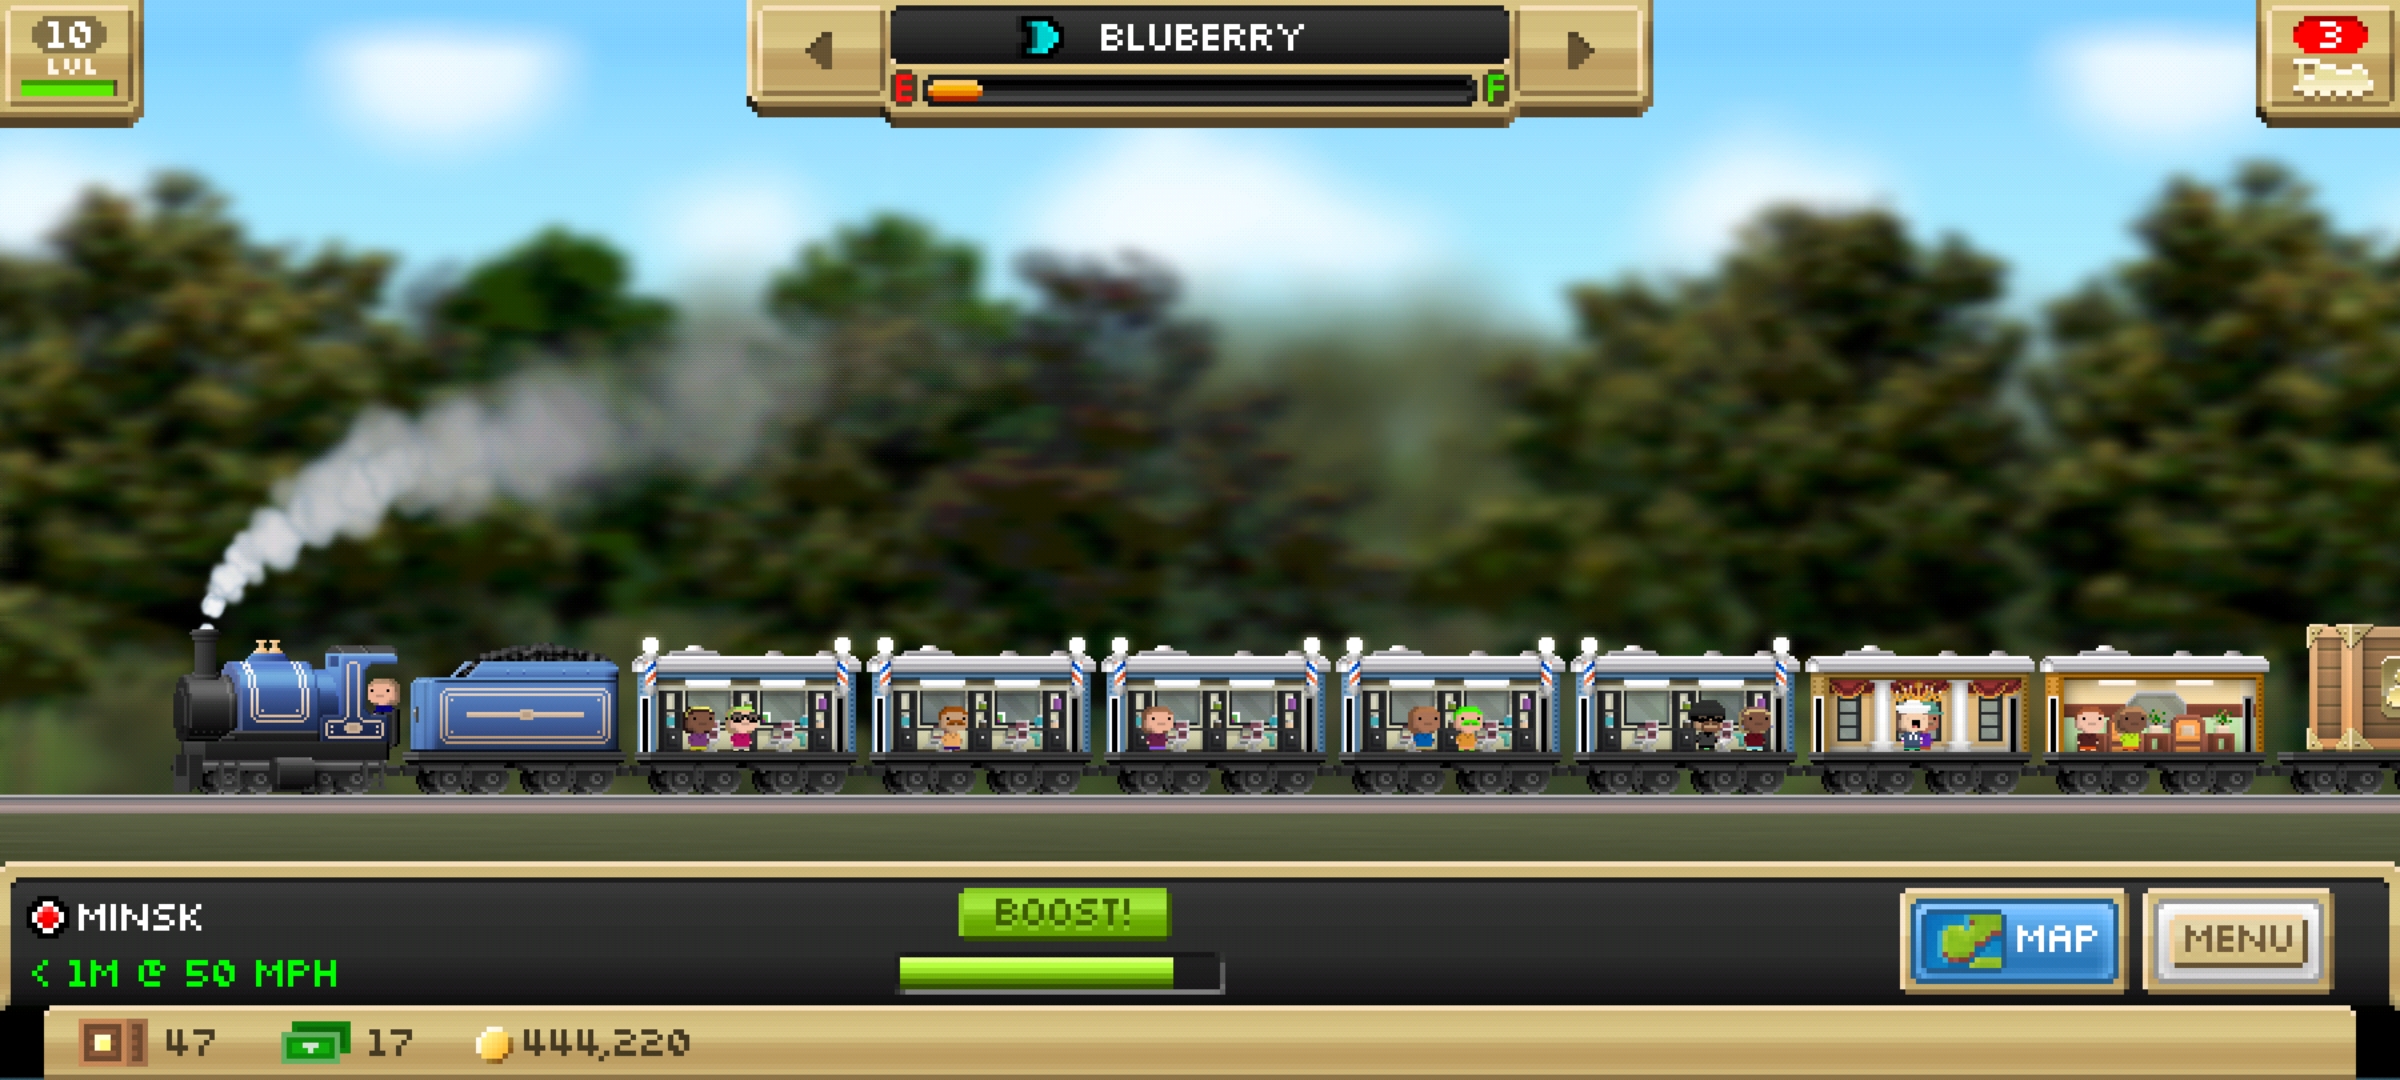 10
LVL
BLUBERRY
E F
3
MINSK
< 1M @ 50 MPH
BOOST!
MAP
MENU
47 17 444,220